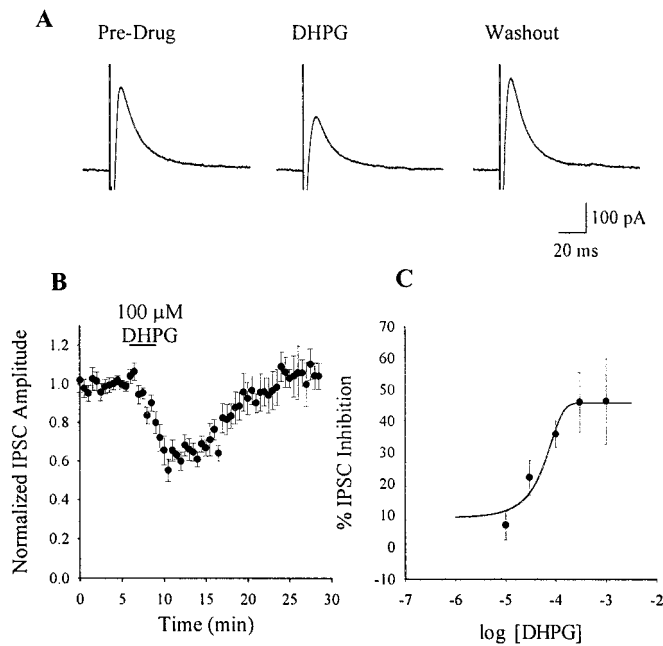 A
Pre-Drug
DHPG
Washout
100 pA
20 ms
B
100 μM
DHPG
Normalized IPSC Amplitude
1.2
1.0
0.8
0.6
0.4
0.2
0.0
0
5
10
15
20
25
30
Time (min)
C
% IPSC Inhibition
70
60
50
40
30
20
10
0
-10
-7
-6
-5
-4
-3
-2
log [DHPG]